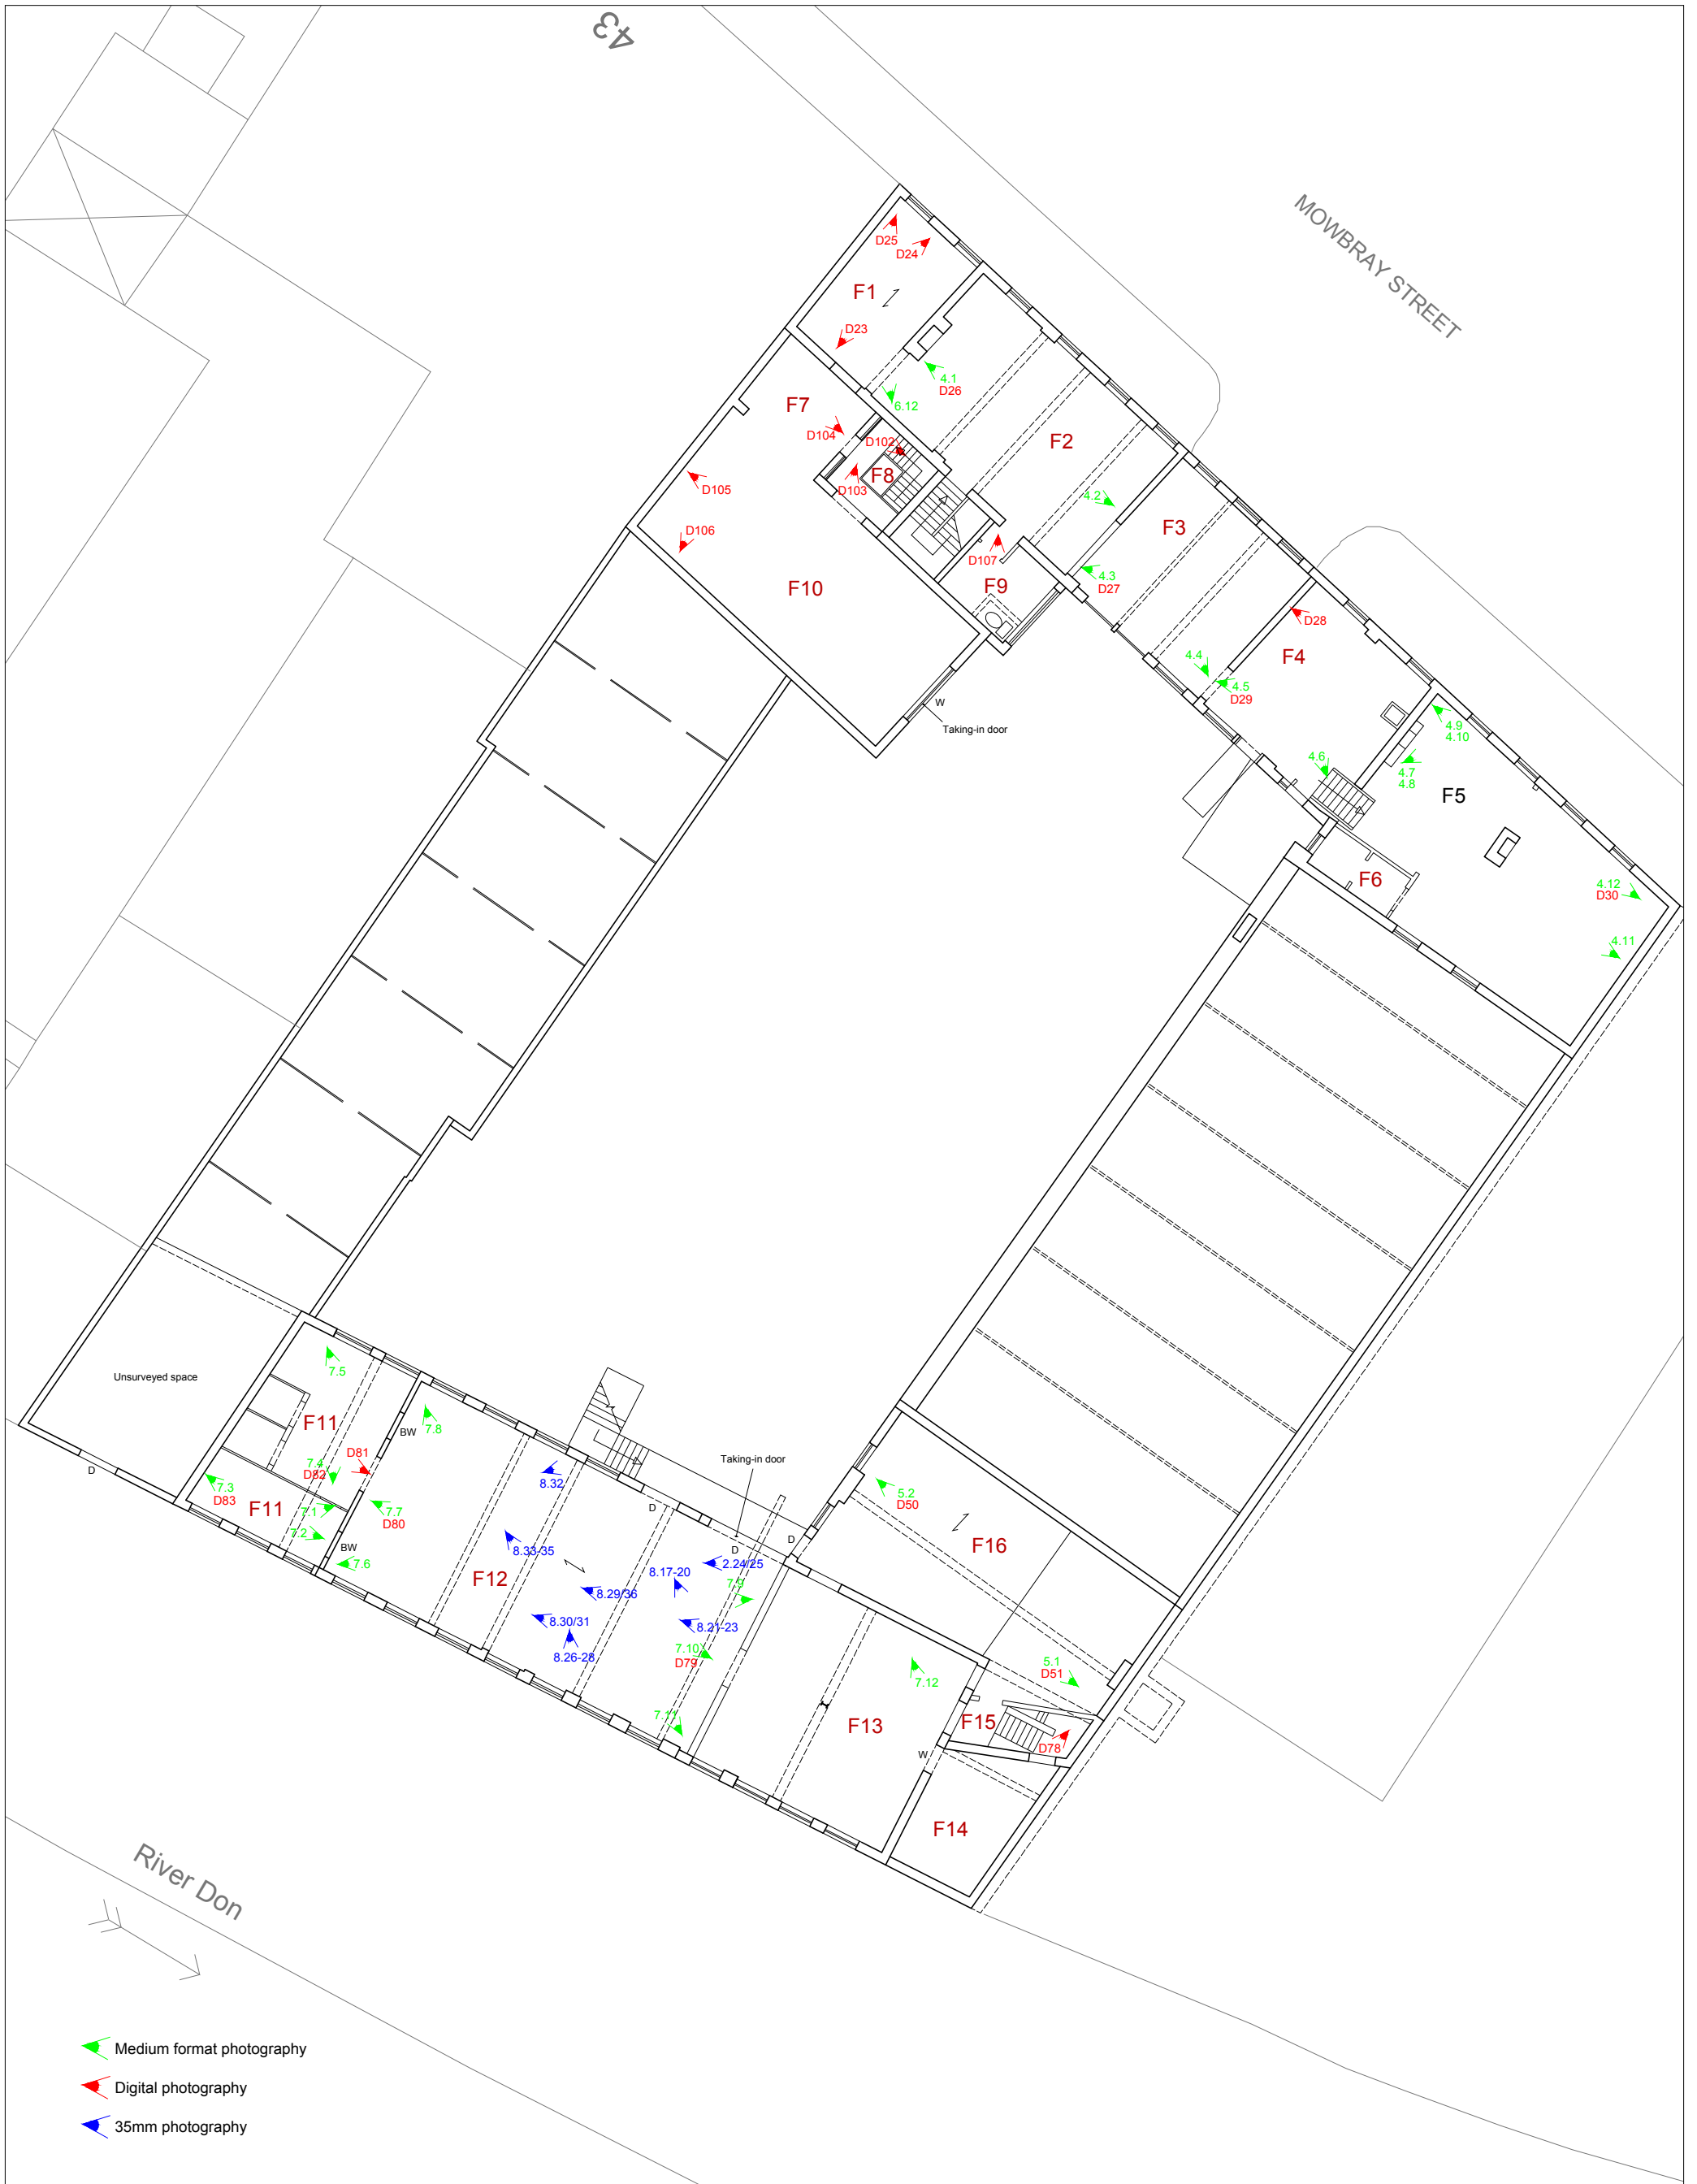 43
MOWBRAY STREET
D25
D24
F1
D23
4.1
D26
6.12
F7
F2
D104
D102
F8
D105
D103
4.2
F3
D106
D107
4.3
D27
F10
F9
D28
F4
4.4
4.5
D29
W
Taking-in door
4.9
4.10
4.6
4.7
4.8
F5
F6
4.12
D30
4.11
Unsurveyed space
7.5
F11
BW
7.8
D81
7.4
D82
7.3
D83
F11
7.1
7.2
7.7
D80
BW
7.6
D
8.32
Taking-in door
D
D
D
5.2
D50
F16
8.33-35
F12
8.17-20
2.24/25
8.29/36
7.9
8.30/31
8.21-23
8.26-28
7.10
D79
7.12
5.1
D51
7.11
F13
F15
D78
W
F14
River Don
Medium format photography
Digital photography
35mm photography